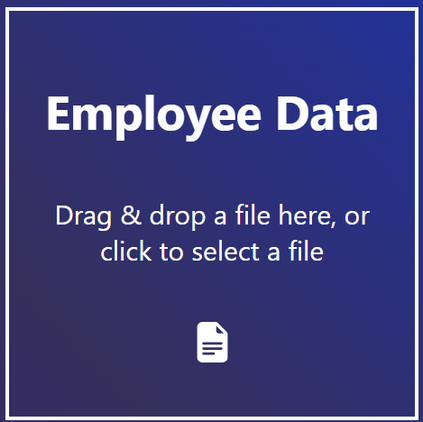 Employee Data
Drag & drop a file here, or
click to select a file